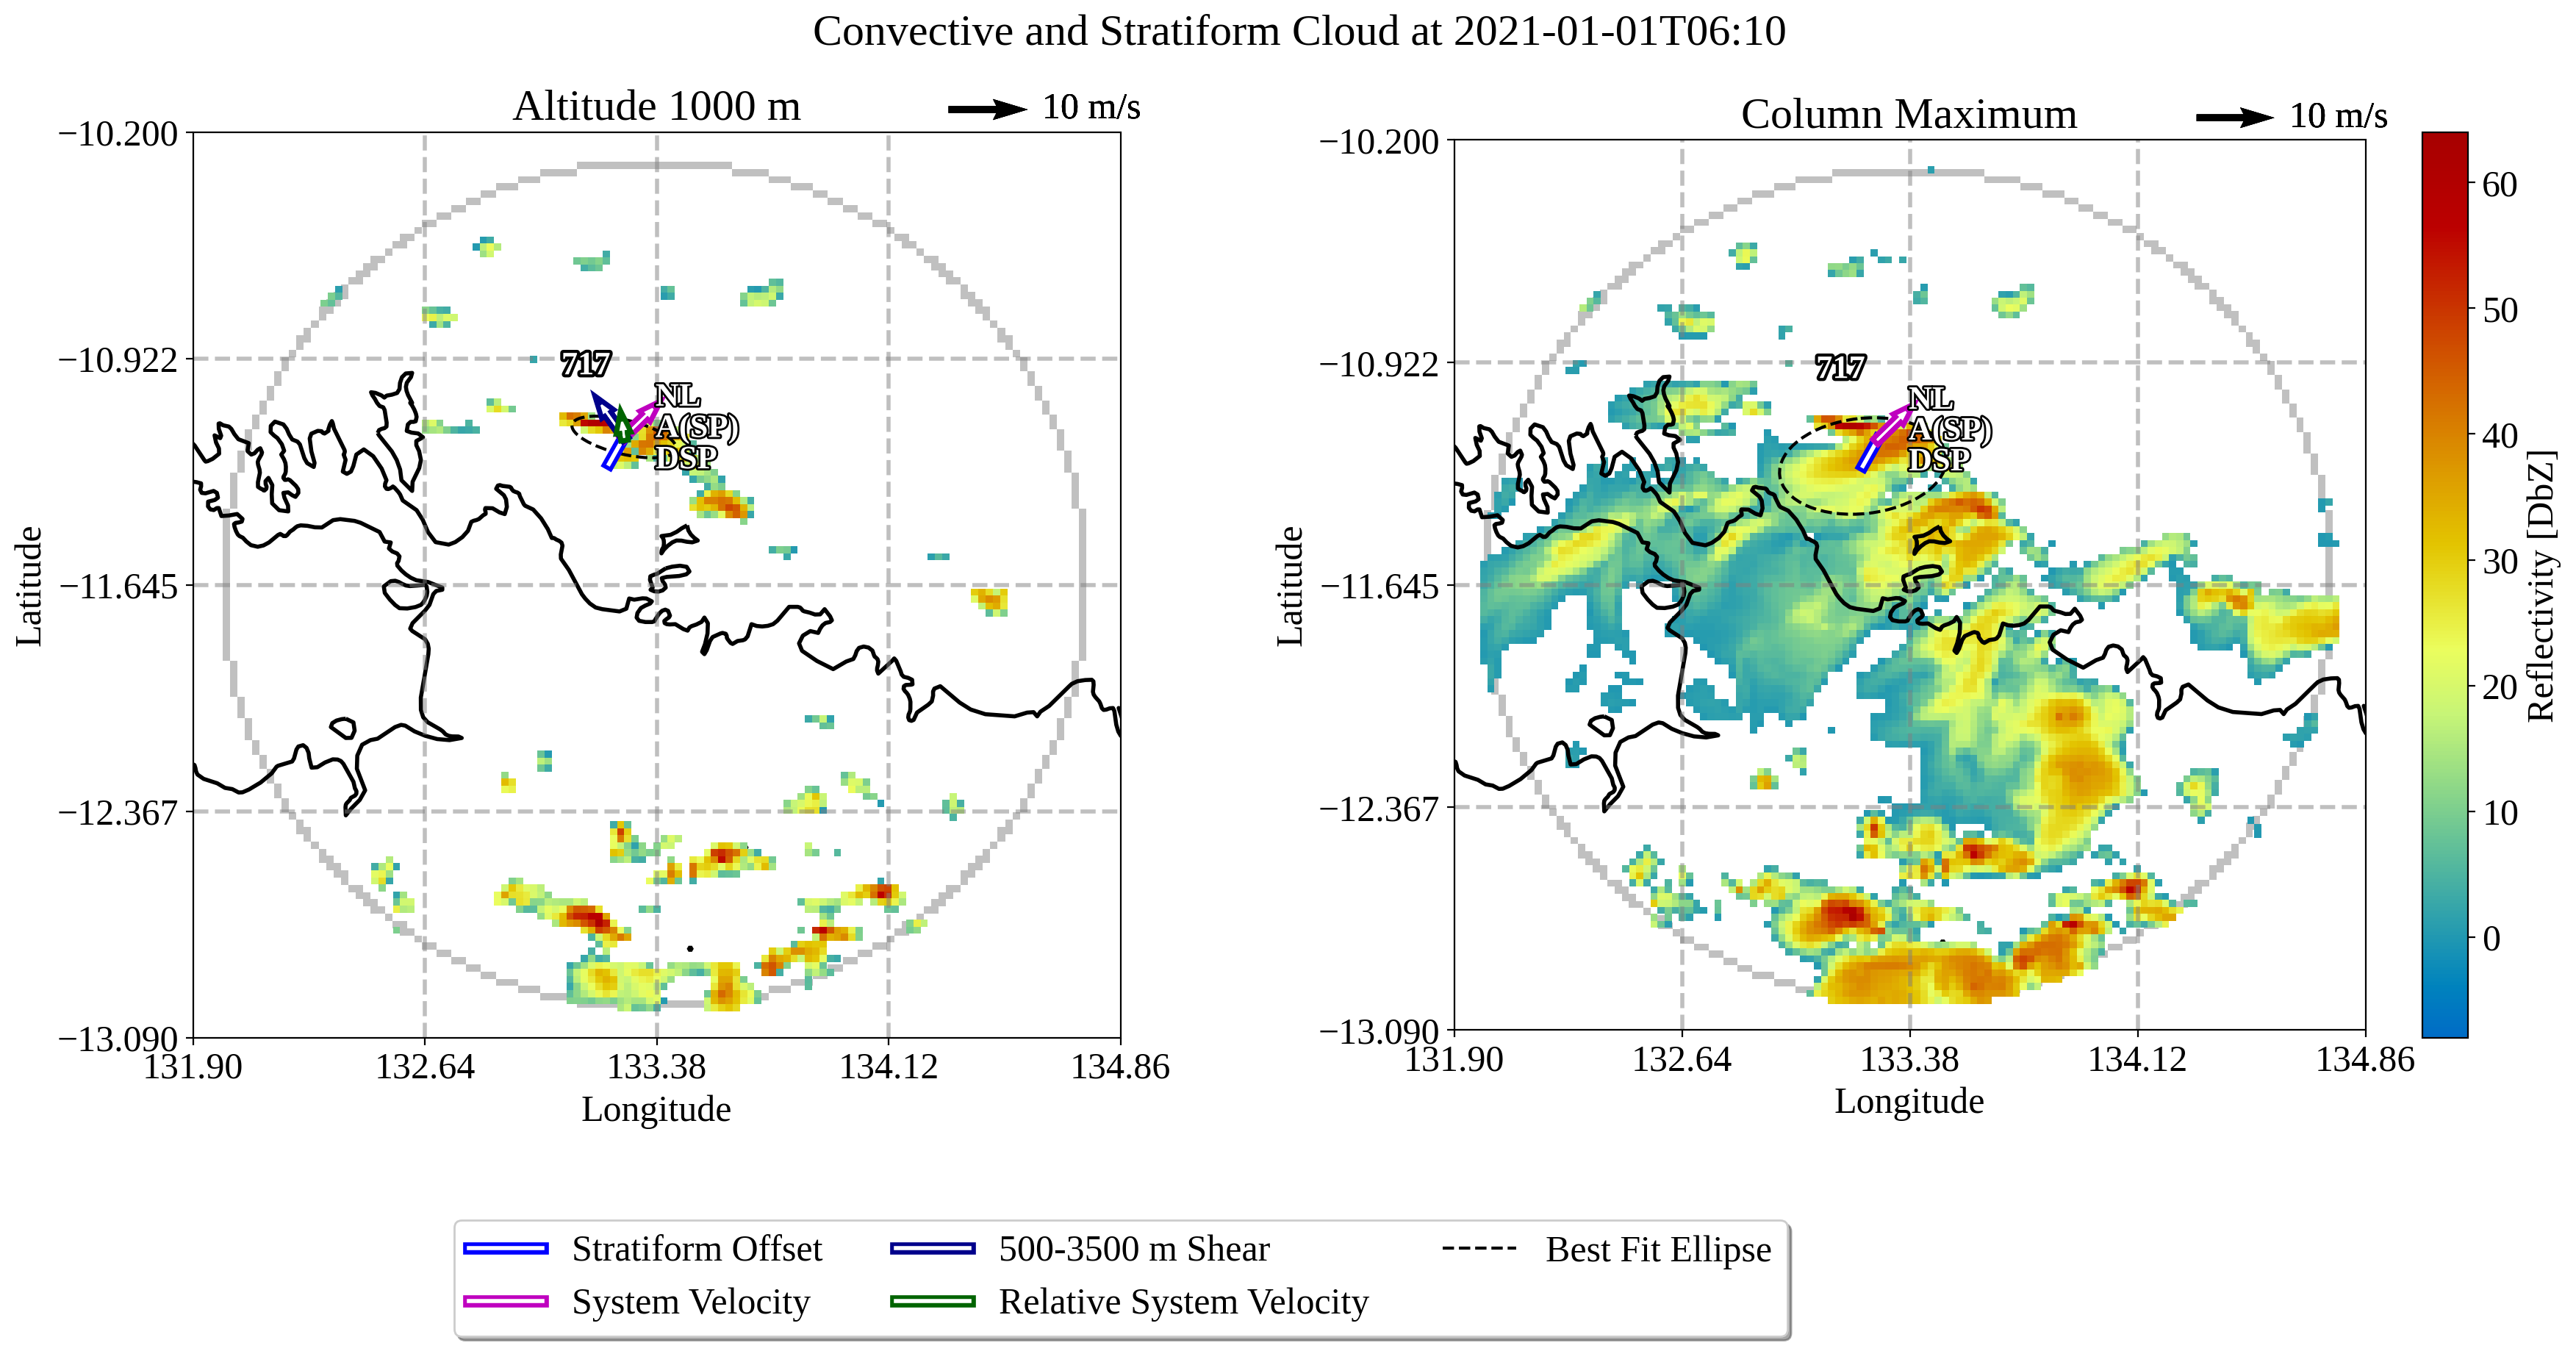 Convective and Stratiform Cloud at 2021-01-01T06:10
Altitude 1000 m
10 m/s
−10.200
−10.922
−11.645
−12.367
−13.090
Latitude
717
NL
A(SP)
DSP
131.90
132.64
133.38
134.12
134.86
Longitude
Column Maximum
10 m/s
−10.200
−10.922
−11.645
−12.367
−13.090
Latitude
717
NL
A(SP)
DSP
131.90
132.64
133.38
134.12
134.86
Longitude
60
50
40
30
20
10
0
Reflectivity [DbZ]
Stratiform Offset
System Velocity
500-3500 m Shear
Relative System Velocity
Best Fit Ellipse